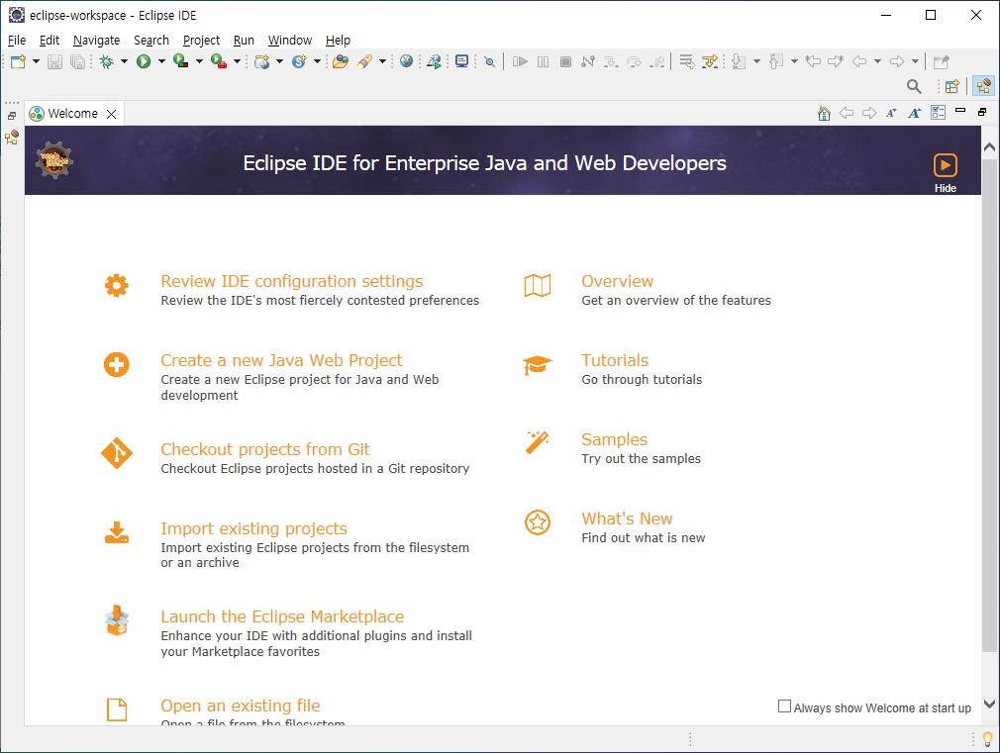 eclipse-workspace - Eclipse IDE
File Edit Navigate Search Project Run Window Help
Welcome
Eclipse IDE for Enterprise Java and Web Developers
Hide
Review IDE configuration settings
Review the IDE's most fiercely contested preferences
Create a new Java Web Project
Create a new Eclipse project for Java and Web
development
Checkout projects from Git
Checkout Eclipse projects hosted in a Git repository
Import existing projects
Import existing Eclipse projects from the filesystem
or an archive
Launch the Eclipse Marketplace
Enhance your IDE with additional plugins and install
your Marketplace favorites
Open an existing file
Open a file from the filesystem
Overview
Get an overview of the features
Tutorials
Go through tutorials
Samples
Try out the samples
What's New
Find out what is new
Always show Welcome at start up